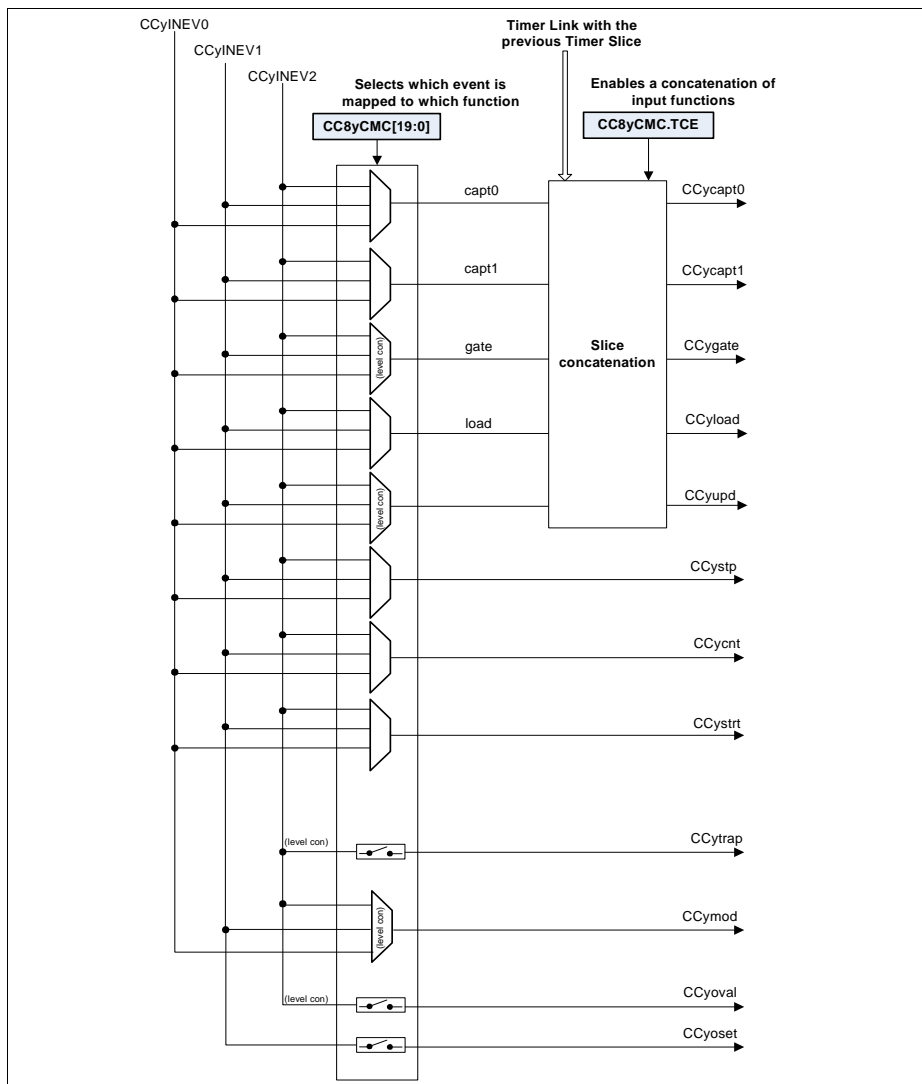 CCyINEV0
CCyINEV1
CCyINEV2
Timer Link with the
previous Timer Slice
Selects which event is
mapped to which function
CC8yCMC[19:0]
Enables a concatenation of
input functions
CC8yCMC.TCE
capt0
CCycapt0
capt1
CCycapt1
(level con)
gate
Slice
concatenation
CCygate
load
CCyload
(level con)
CCyupd
CCystp
CCycnt
CCystrt
(level con)
CCytrap
(level con)
CCymod
(level con)
CCyoval
CCyoset